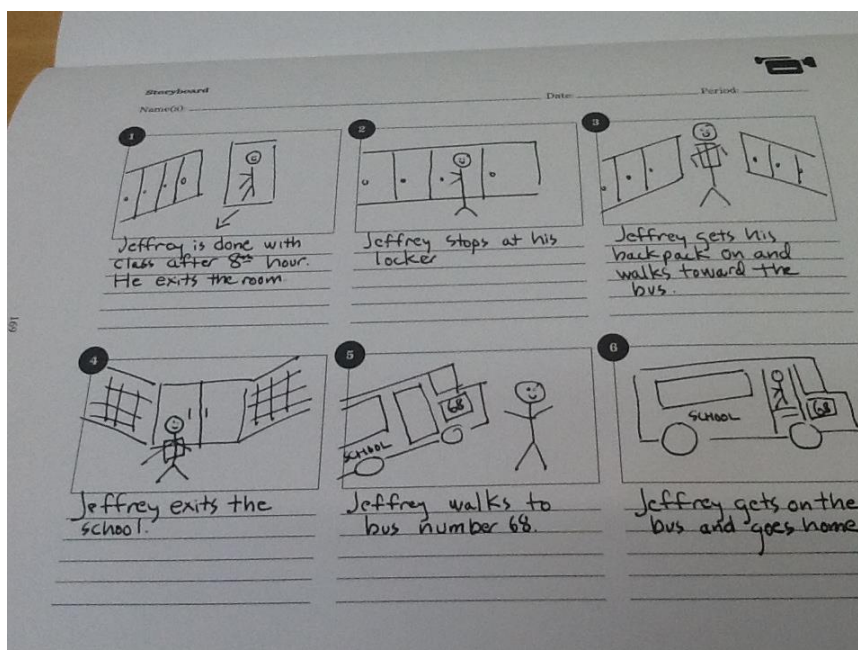 Storyboard
Name(s):
Date:
Period:
1
Jeffrey is done with
class after 8th hour.
He exits the room.
2
Jeffrey stops at his
locker
3
Jeffrey gets his
backpack on and
walks toward the
bus.
169
4
Jeffrey exits the
school.
5
68
SCHOOL
Jeffrey walks to
bus number 68.
6
SCHOOL
68
Jeffrey gets on the
bus and goes home